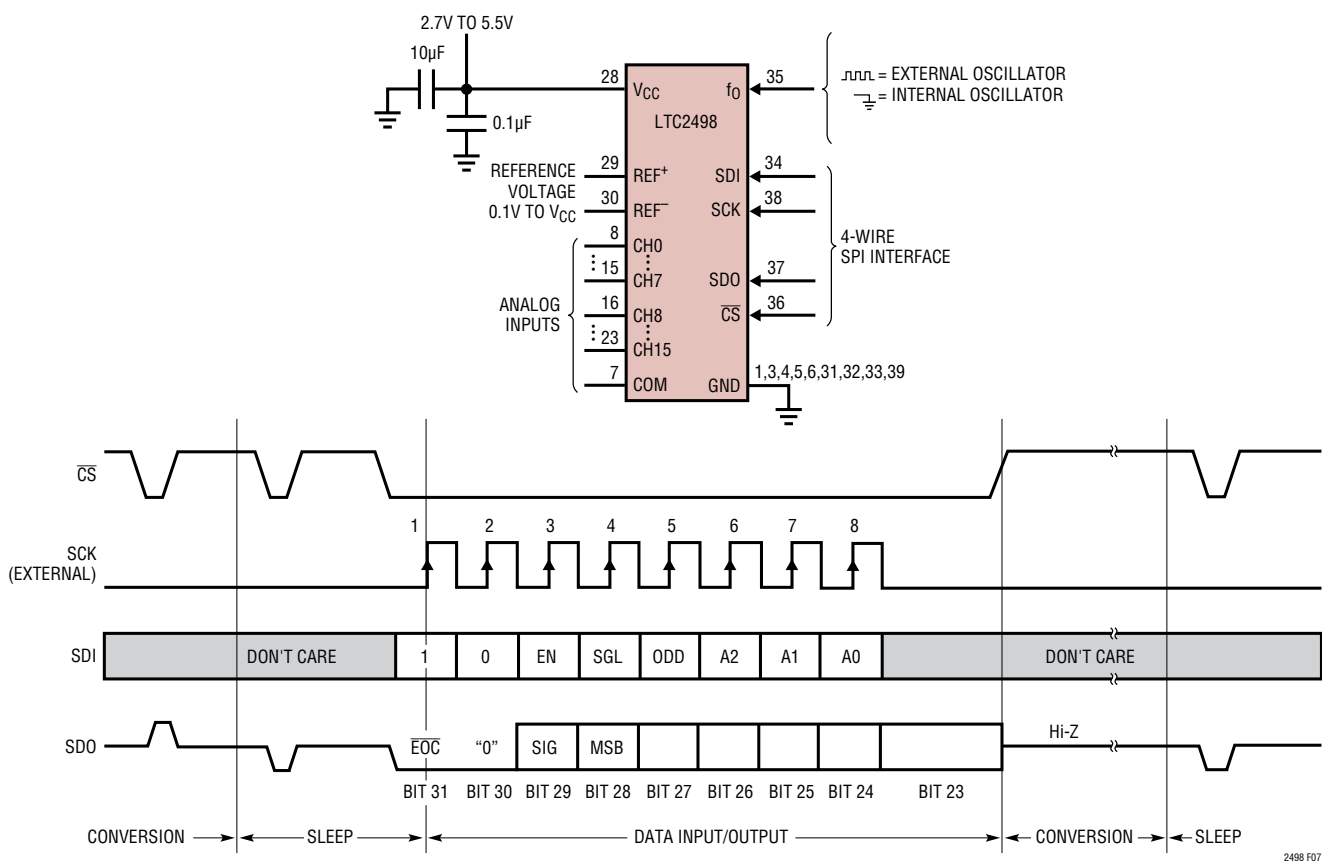 2.7V TO 5.5V
10µF
0.1µF
28
VCC
fO
35
LTC2498
= EXTERNAL OSCILLATOR
= INTERNAL OSCILLATOR
REFERENCE
VOLTAGE
0.1V TO VCC
29
REF+
30
REF–
SDI
34
SCK
38
SDO
37
CS
36
4-WIRE
SPI INTERFACE
ANALOG
INPUTS
8
CH0
15
CH7
16
CH8
23
CH15
7
COM
GND
1,3,4,5,6,31,32,33,39
CS
1 2 3 4 5 6 7 8
SCK
(EXTERNAL)
SDI DON'T CARE 1 0 EN SGL ODD A2 A1 A0 DON'T CARE
SDO EOC "0" SIG MSB Hi-Z
BIT 31 BIT 30 BIT 29 BIT 28 BIT 27 BIT 26 BIT 25 BIT 24 BIT 23
CONVERSION SLEEP DATA INPUT/OUTPUT CONVERSION SLEEP
2498 F07